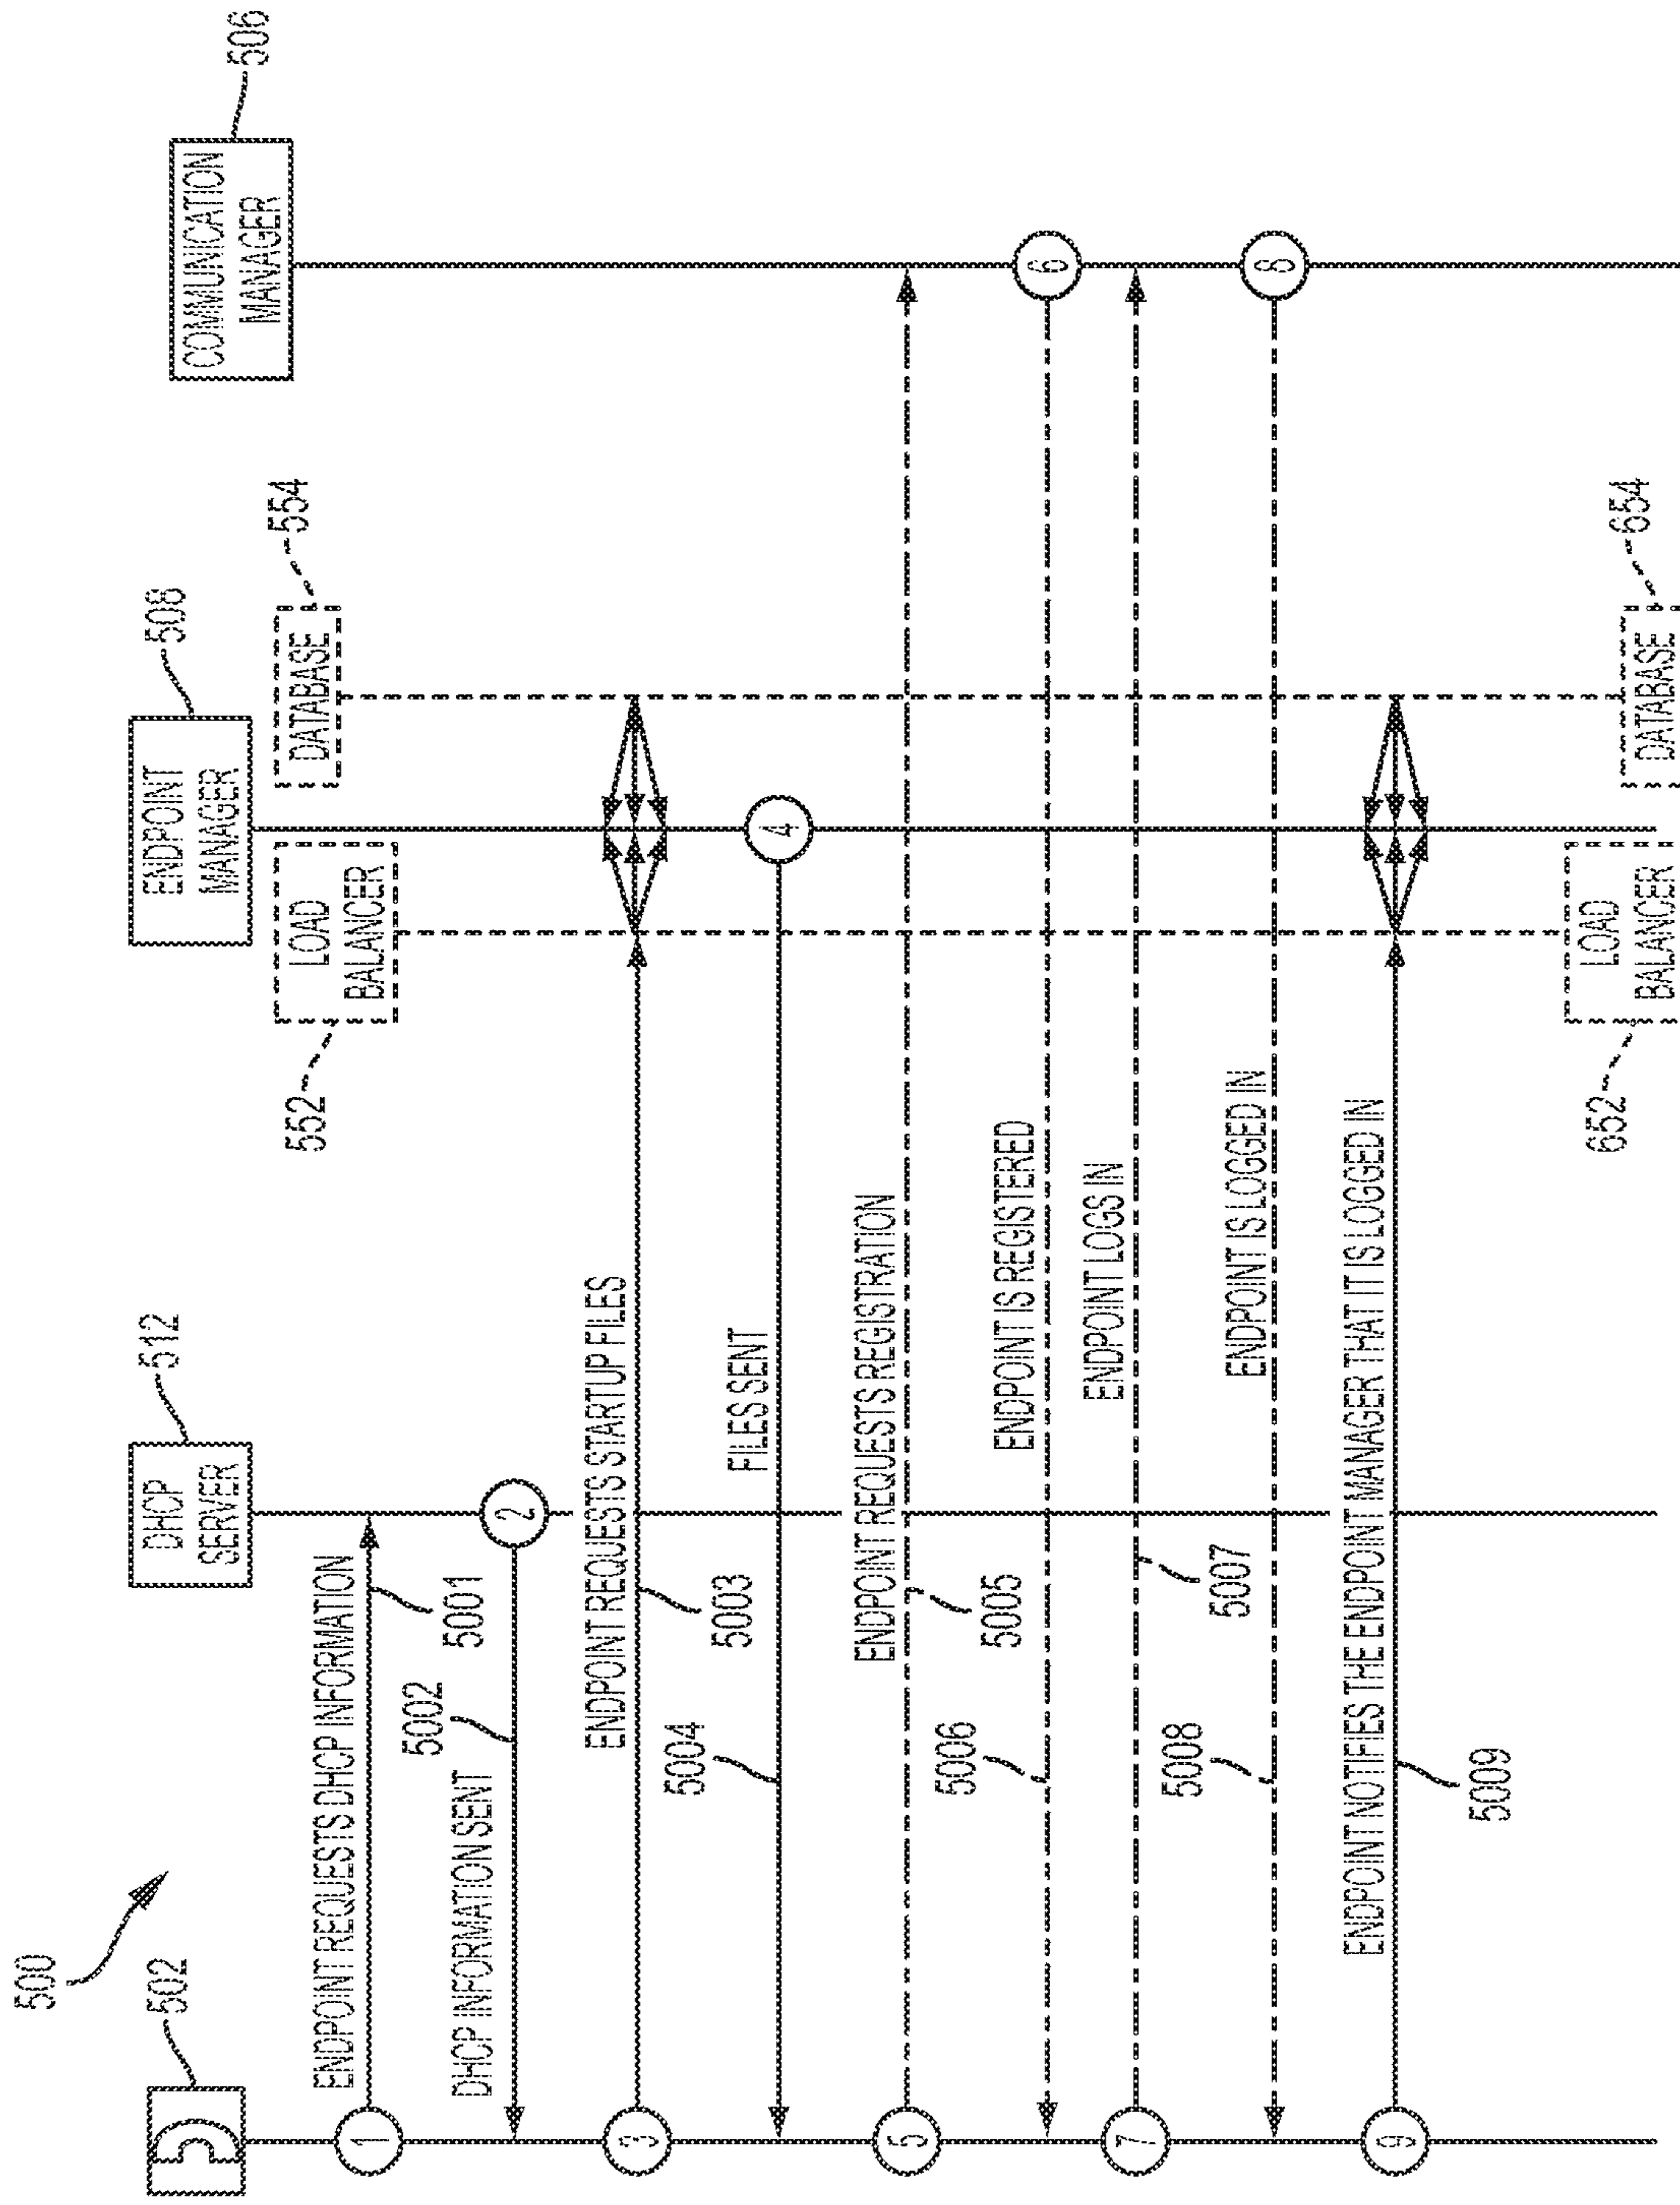 500
502
DHCP
SERVER
512
ENDPOINT
MANAGER
508
COMMUNICATION
MANAGER
506
LOAD
BALANCER
552
DATABASE
554
ENDPOINT REQUESTS DHCP INFORMATION
1
5001
2
5002
DHCP INFORMATION SENT
ENDPOINT REQUESTS STARTUP FILES
3
5003
FILES SENT
4
5004
ENDPOINT REQUESTS REGISTRATION
5
5005
ENDPOINT IS REGISTERED
6
5006
ENDPOINT LOGS IN
7
5007
ENDPOINT IS LOGGED IN
8
5008
ENDPOINT NOTIFIES THE ENDPOINT MANAGER THAT IT IS LOGGED IN
9
5009
LOAD
BALANCER
652
DATABASE
654